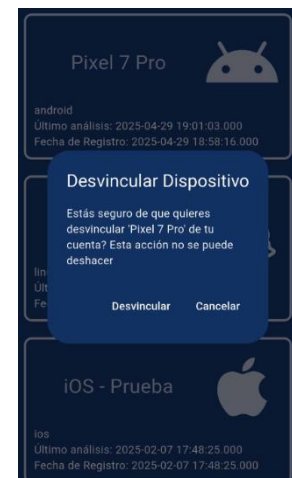 Pixel 7 Pro
android
Último análisis: 2025-04-29 19:01:03.000
Fecha de Registro: 2025-04-29 18:58:16.000
Desvincular Dispositivo
Estás seguro de que quieres
desvincular 'Pixel 7 Pro' de tu
cuenta? Esta acción no se puede
deshacer
lin
Últ
Fe
Desvincular Cancelar
iOS - Prueba
ios
Último análisis: 2025-02-07 17:48:25.000
Fecha de Registro: 2025-02-07 17:48:25.000